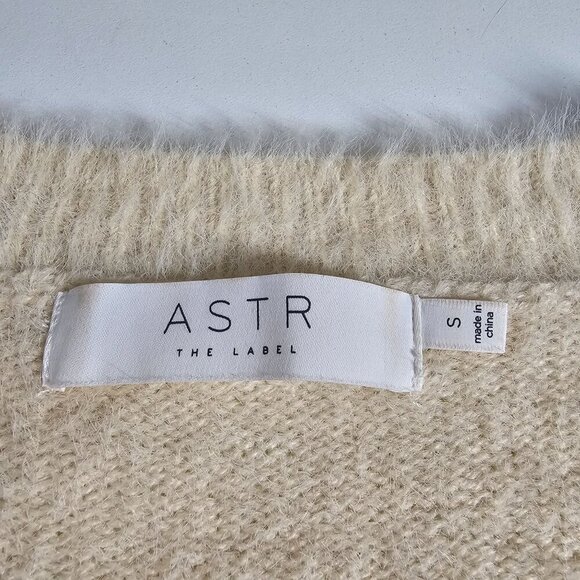 ASTR
THE LABEL
S
made in
china